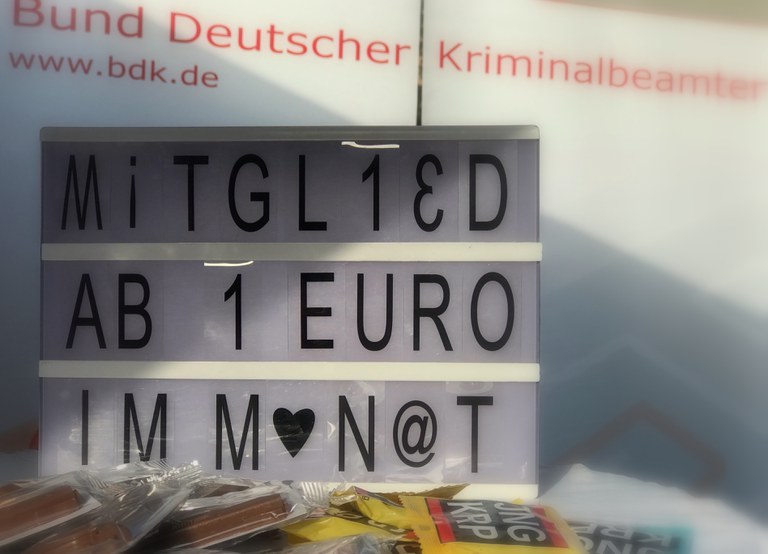 Bund Deutscher Kriminalbeamter
www.bdk.de
MiTGL1ƐD
AB 1 EURO
IM M♥N@T